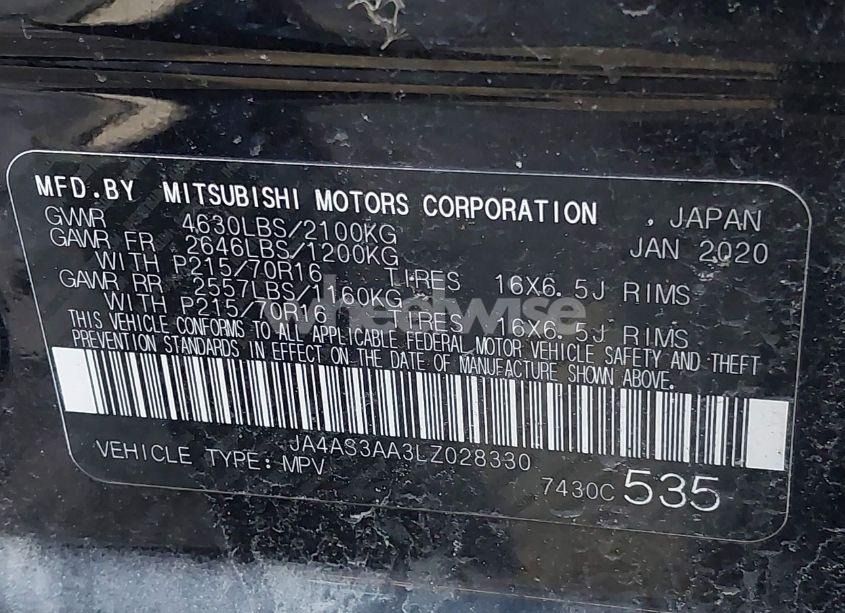 MFD.BY MITSUBISHI MOTORS CORPORATION , JAPAN
GVWR 4630LBS/2100KG JAN 2020
GAWR FR 2646LBS/1200KG
WITH P215/70R16 TIRES 16X6.5J RIMS
GAWR RR 2557LBS/1160KG
WITH P215/70R16 TIRES 16X6.5J RIMS
THIS VEHICLE CONFORMS TO ALL APPLICABLE FEDERAL MOTOR VEHICLE SAFETY AND THEFT
PREVENTION STANDARDS IN EFFECT ON THE DATE OF MANUFACTURE SHOWN ABOVE.
JA4AS3AA3LZ028330
VEHICLE TYPE: MPV
7430C 535
wheelwise